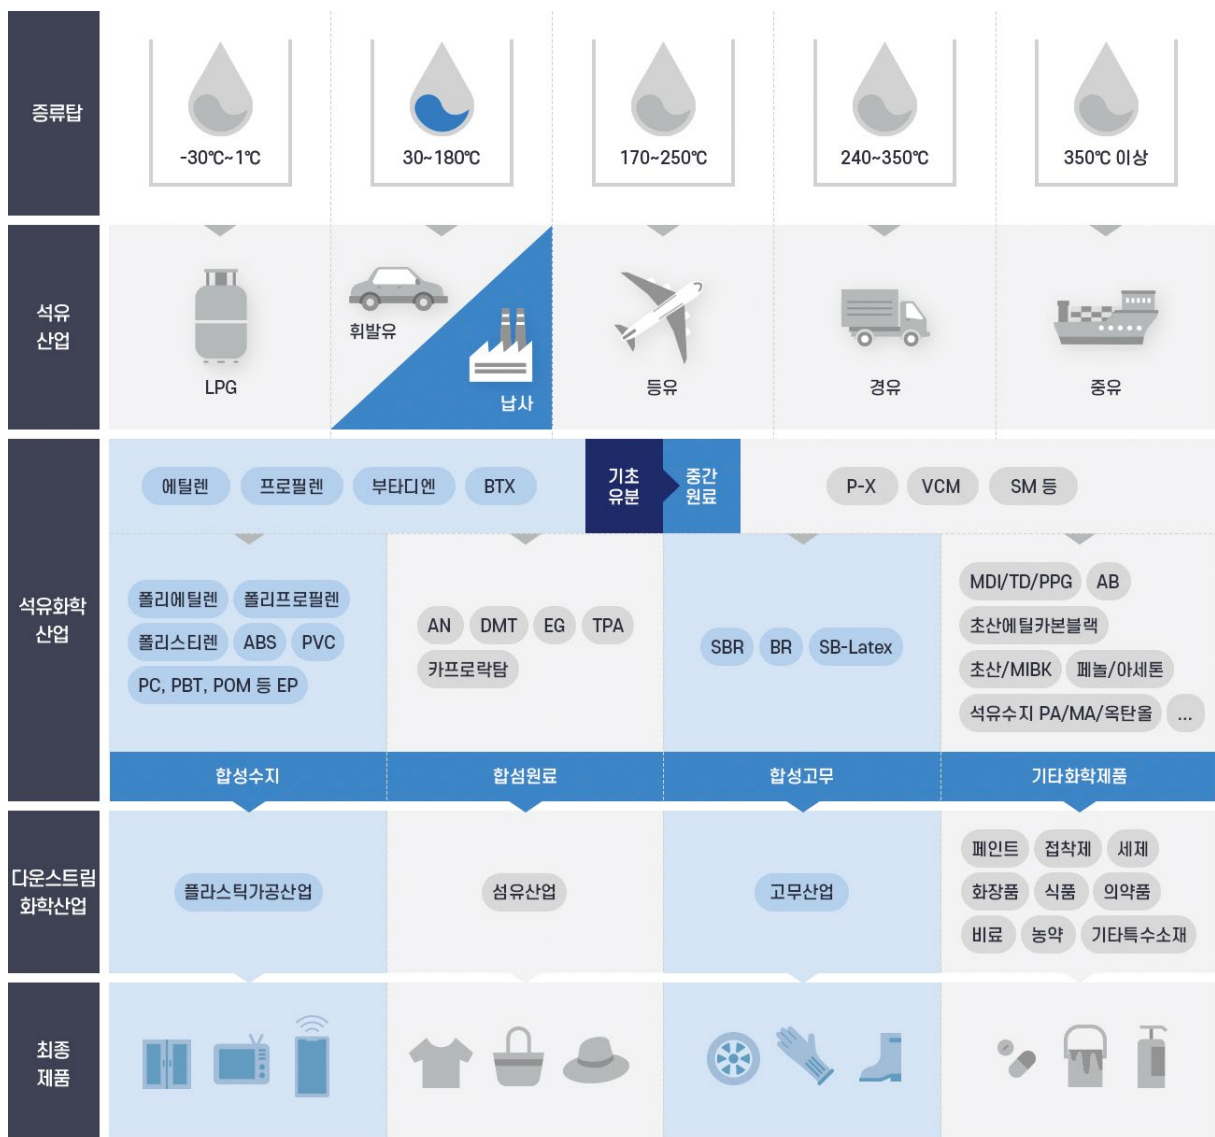 증류탑
-30℃~1℃
30~180℃
170~250℃
240~350℃
350℃ 이상
석유
산업
LPG
휘발유
납사
등유
경유
중유
석유화학
산업
에틸렌
프로필렌
부타디엔
BTX
기초
유분
중간
원료
P-X
VCM
SM 등
폴리에틸렌
폴리프로필렌
폴리스티렌
ABS
PVC
PC, PBT, POM 등 EP
AN
DMT
EG
TPA
카프로락탐
SBR
BR
SB-Latex
MDI/TD/PPG
AB
초산에틸카본블랙
초산/MIBK
페놀/아세톤
석유수지 PA/MA/옥탄올
...
합성수지
합섬원료
합성고무
기타화학제품
다운스트림
화학산업
플라스틱가공산업
섬유산업
고무산업
페인트
접착제
세제
화장품
식품
의약품
비료
농약
기타특수소재
최종
제품